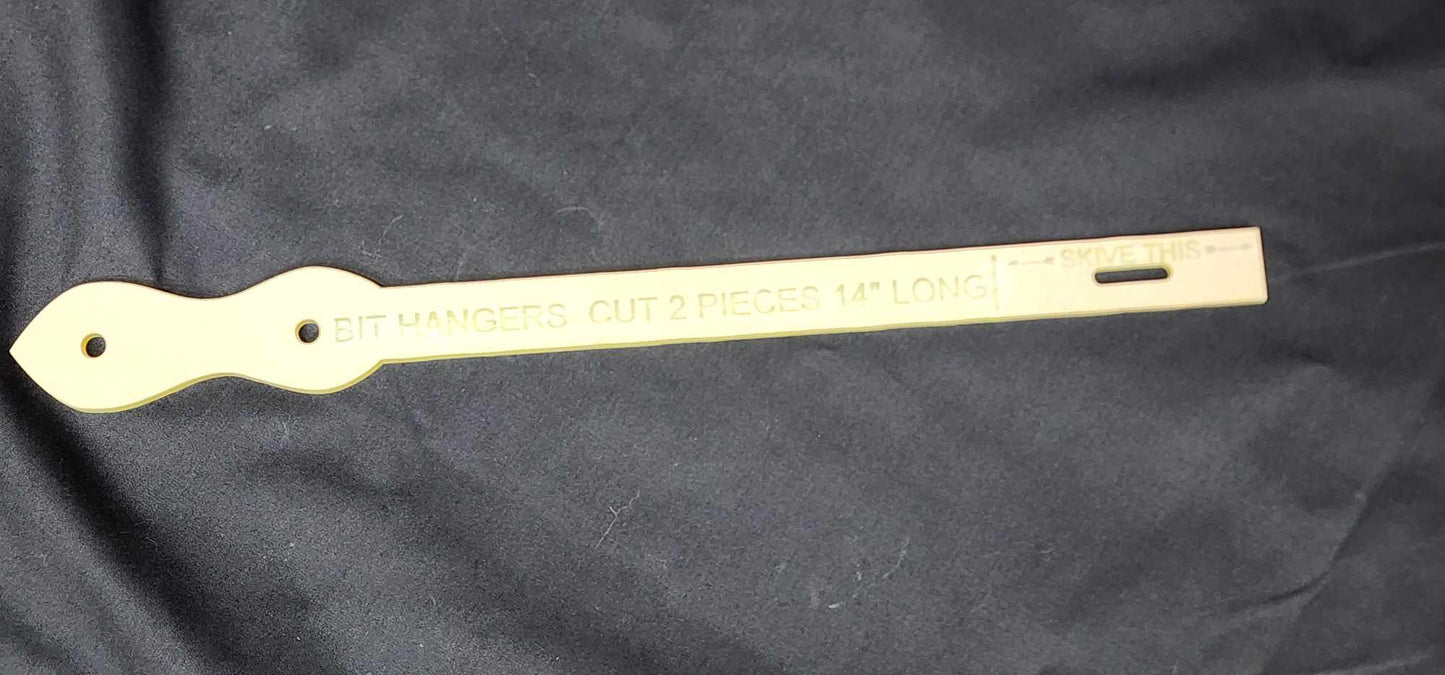 BIT HANGERS CUT 2 PIECES 14" LONG
SKIVE THIS